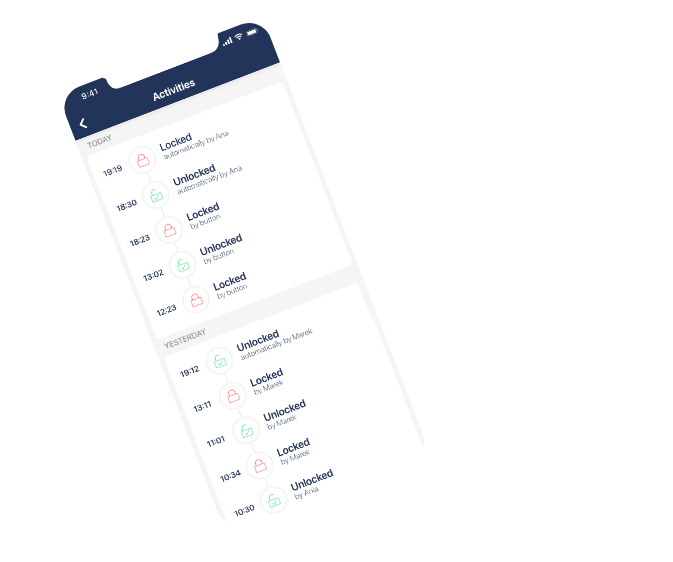 9:41
Activities
TODAY
19:19
Locked
automatically by Ana
18:30
Unlocked
automatically by Ana
18:23
Locked
by button
13:02
Unlocked
by button
12:23
Locked
by button
YESTERDAY
19:12
Unlocked
automatically by Marek
13:11
Locked
by Marek
11:01
Unlocked
by Marek
10:34
Locked
by Marek
10:30
Unlocked
by Ania